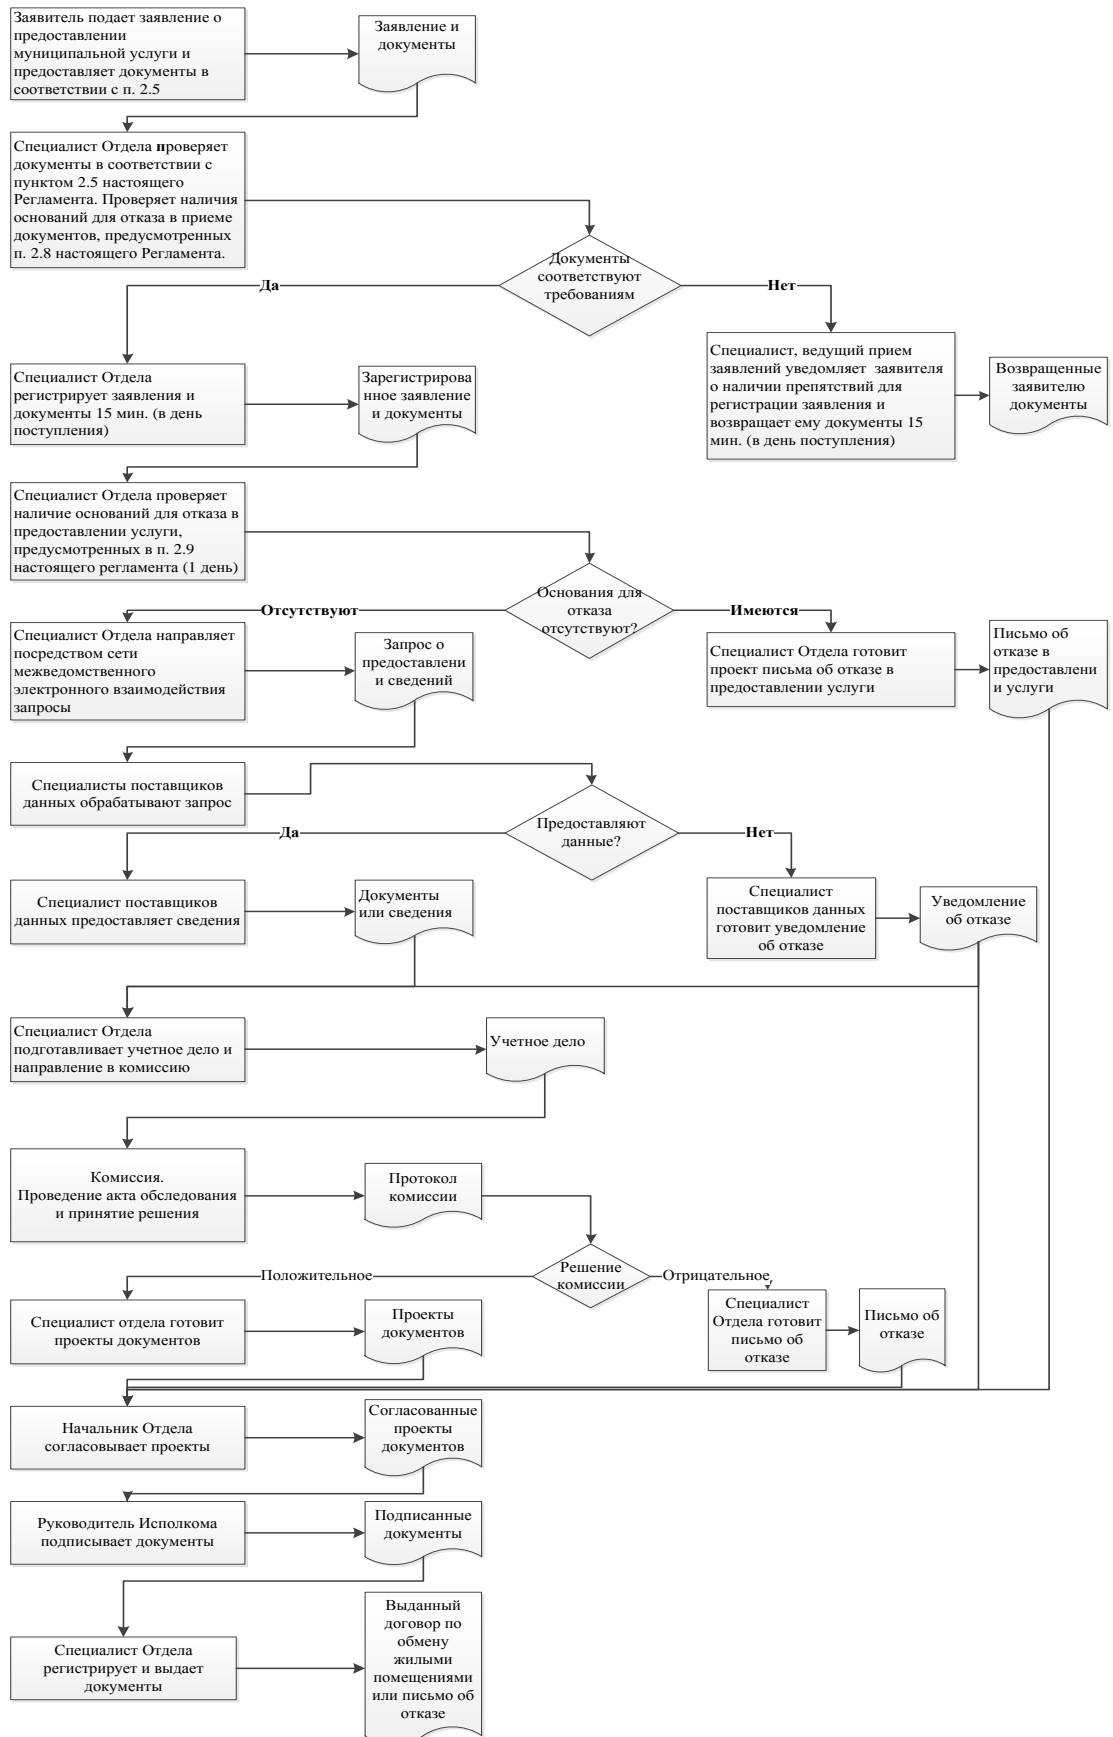 Заявитель подает заявление о
предоставлении
муниципальной услуги и
предоставляет документы в
соответствии с п. 2.5
Заявление и
документы
Специалист Отдела проверяет
документы в соответствии с
пунктом 2.5 настоящего
Регламента. Проверяет наличия
оснований для отказа в приеме
документов, предусмотренных
п. 2.8 настоящего Регламента.
Документы
соответствуют
требованиям
Да
Нет
Специалист Отдела
регистрирует заявления и
документы 15 мин. (в день
поступления)
Зарегистрирова
нное заявление
и документы
Специалист, ведущий прием
заявлений уведомляет заявителя
о наличии препятствий для
регистрации заявления и
возвращает ему документы 15
мин. (в день поступления)
Возвращенные
заявителю
документы
Специалист Отдела проверяет
наличие оснований для отказа в
предоставлении услуги,
предусмотренных в п. 2.9
настоящего регламента (1 день)
Основания для
отказа
отсутствуют?
Отсутствуют
Имеются
Специалист Отдела направляет
посредством сети
межведомственного
электронного взаимодействия
запросы
Запрос о
предоставлени
и сведений
Специалист Отдела готовит
проект письма об отказе в
предоставлении услуги
Письмо об
отказе в
предоставлени
и услуги
Специалисты поставщиков
данных обрабатывают запрос
Предоставляют
данные?
Да
Нет
Специалист поставщиков
данных предоставляет сведения
Документы
или сведения
Специалист
поставщиков данных
готовит уведомление
об отказе
Уведомление
об отказе
Специалист Отдела
подготавливает учетное дело и
направление в комиссию
Учетное дело
Комиссия.
Проведение акта обследования
и принятие решения
Протокол
комиссии
Решение
комиссии
Положительное
Отрицательное
Специалист отдела готовит
проекты документов
Проекты
документов
Специалист
Отдела готовит
письмо об
отказе
Письмо об
отказе
Начальник Отдела
согласовывает проекты
Согласованные
проекты
документов
Руководитель Исполкома
подписывает документы
Подписанные
документы
Специалист Отдела
регистрирует и выдает
документы
Выданный
договор по
обмену
жилыми
помещениями
или письмо об
отказе